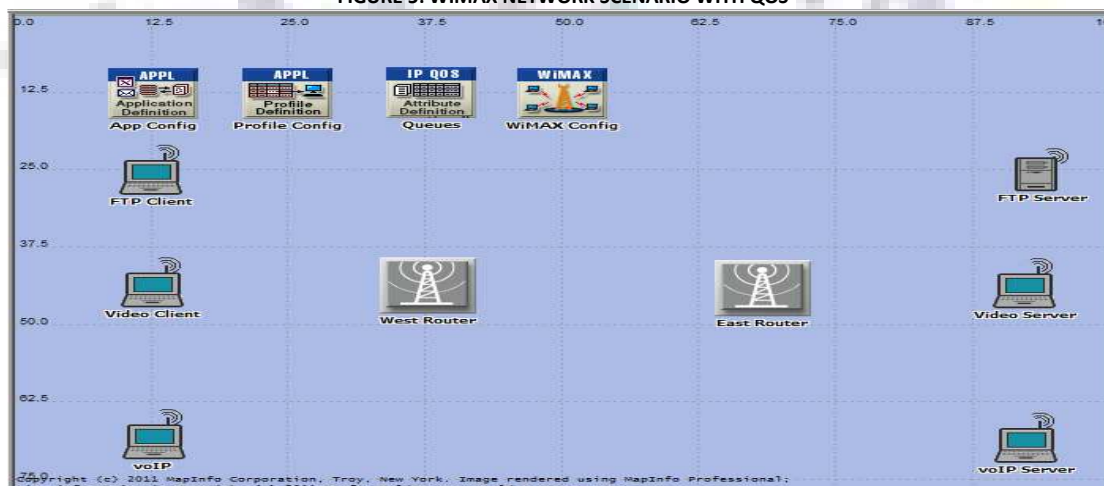 FIGURE 5: WIMAX NETWORK SCENARIO WITH QOS
0.0 12.5 25.0 37.5 50.0 62.5 75.0 87.5
12.5
APPL
Application
Definition
App Config
APPL
Profile
Definition
Profile Config
IP QOS
Attribute
Definition
Queues
WiMAX
WiMAX Config
25.0
FTP Client
FTP Server
37.5
Video Client
West Router
East Router
Video Server
50.0
62.5
voIP
voIP Server
75.0
Copyright (c) 2011 MapInfo Corporation, Troy, New York. Image rendered using MapInfo Professional;